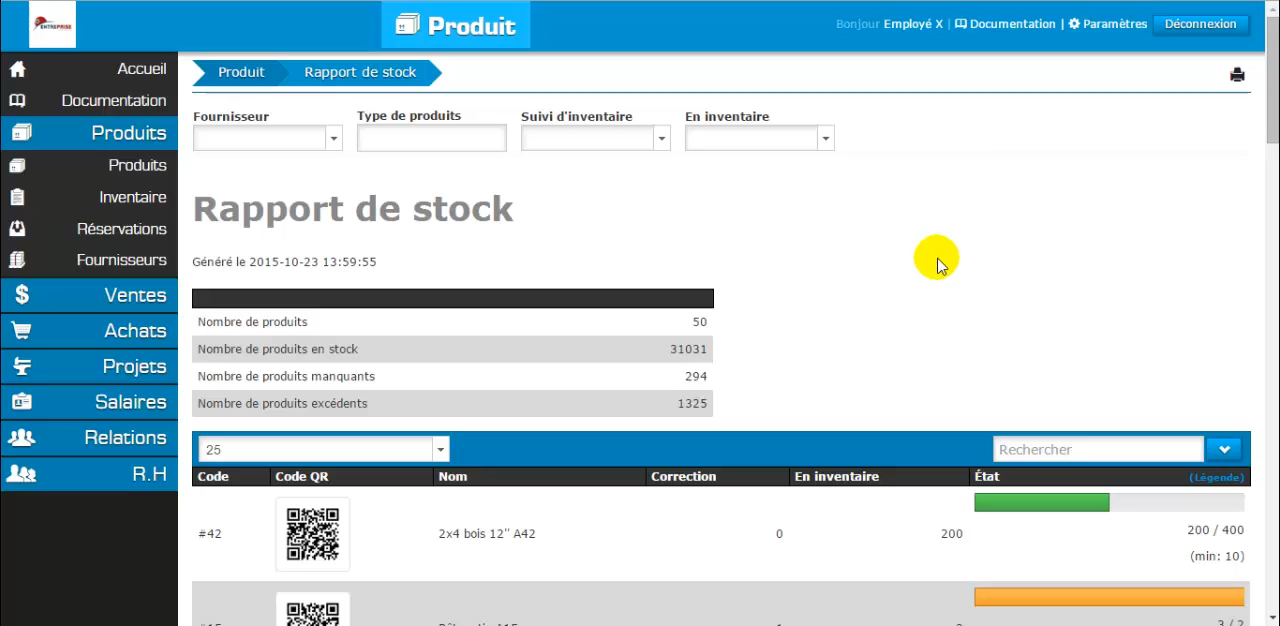 ENTREPRISE
Produit
Bonjour Employé X | Documentation | Paramètres Déconnexion
Accueil
Documentation
Produits
Produits
Inventaire
Réservations
Fournisseurs
Ventes
Achats
Projets
Salaires
Relations
R.H
Produit Rapport de stock
Fournisseur Type de produits Suivi d'inventaire En inventaire
Rapport de stock
Généré le 2015-10-23 13:59:55
Nombre de produits 50
Nombre de produits en stock 31031
Nombre de produits manquants 294
Nombre de produits excédents 1325
25 Rechercher
Code Code QR Nom Correction En inventaire État (Légende)
#42 2x4 bois 12'' A42 0 200 200 / 400
(min: 10)
3 / 2